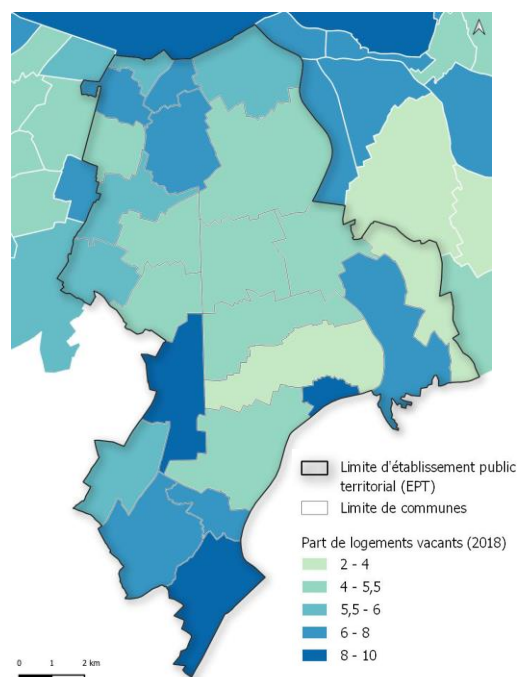 Limite d'établissement public
territorial (EPT)
Limite de communes
Part de logements vacants (2018)
2 - 4
4 - 5,5
5,5 - 6
6 - 8
8 - 10
0 1 2 km